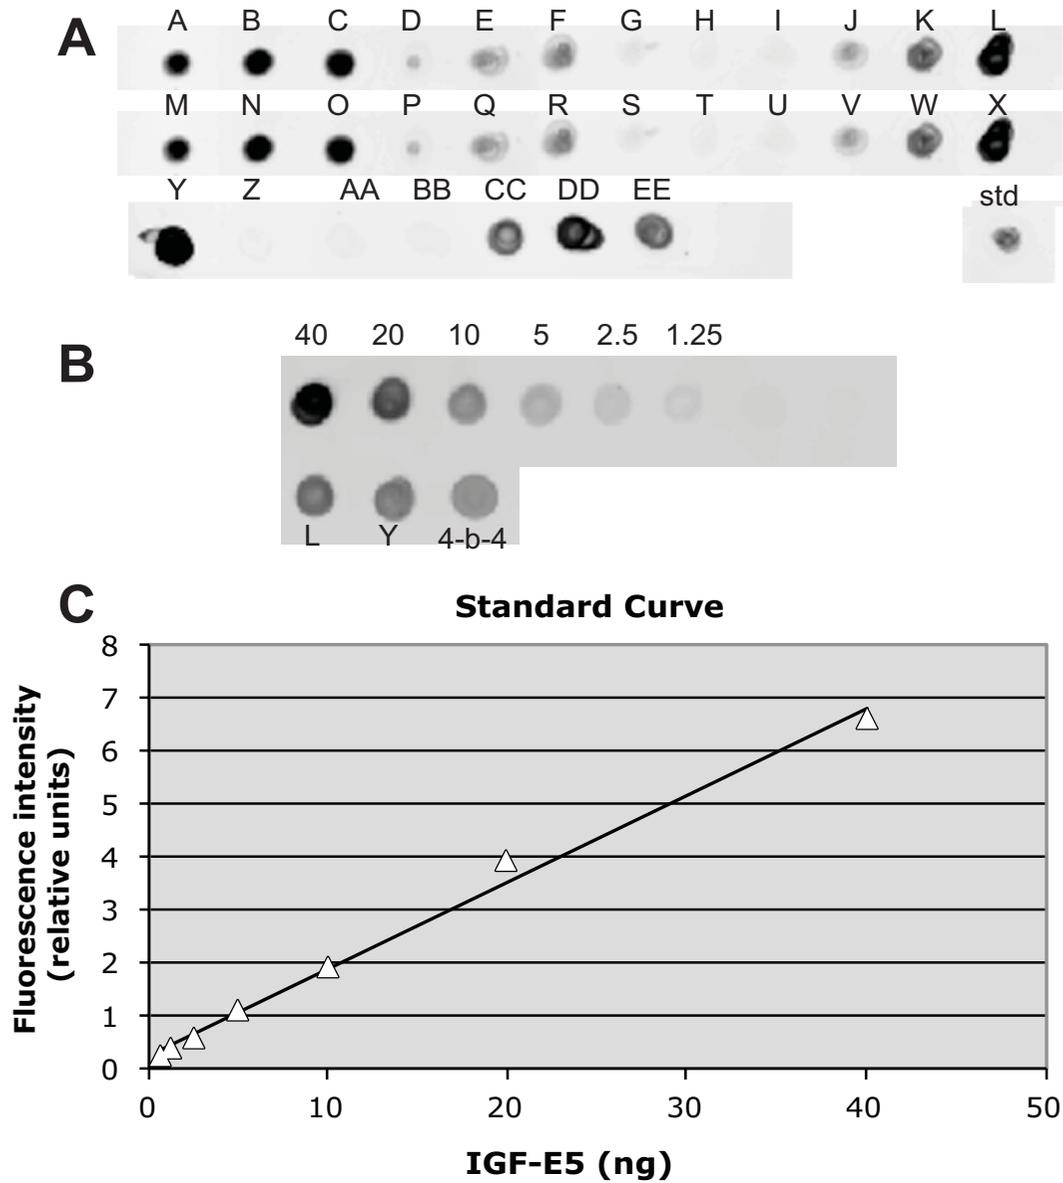 A
A B C D E F G H I J K L
M N O P Q R S T U V W X
Y Z AA BB CC DD EE std
B
40 20 10 5 2.5 1.25
L Y 4-b-4
C
Standard Curve
Fluorescence intensity
(relative units)
8
7
6
5
4
3
2
1
0
0 10 20 30 40 50
IGF-E5 (ng)